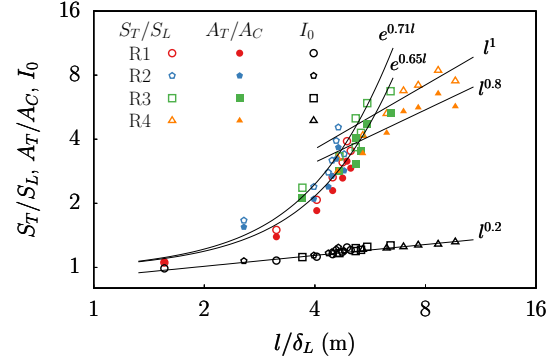 S_T/S_L A_T/A_C I_0
R1
R2
R3
R4
e^{0.71l}
e^{0.65l}
l^1
l^{0.8}
l^{0.2}
16
8
4
2
1
S_T/S_L, A_T/A_C, I_0
1 2 4 8 16
l/δ_L (m)